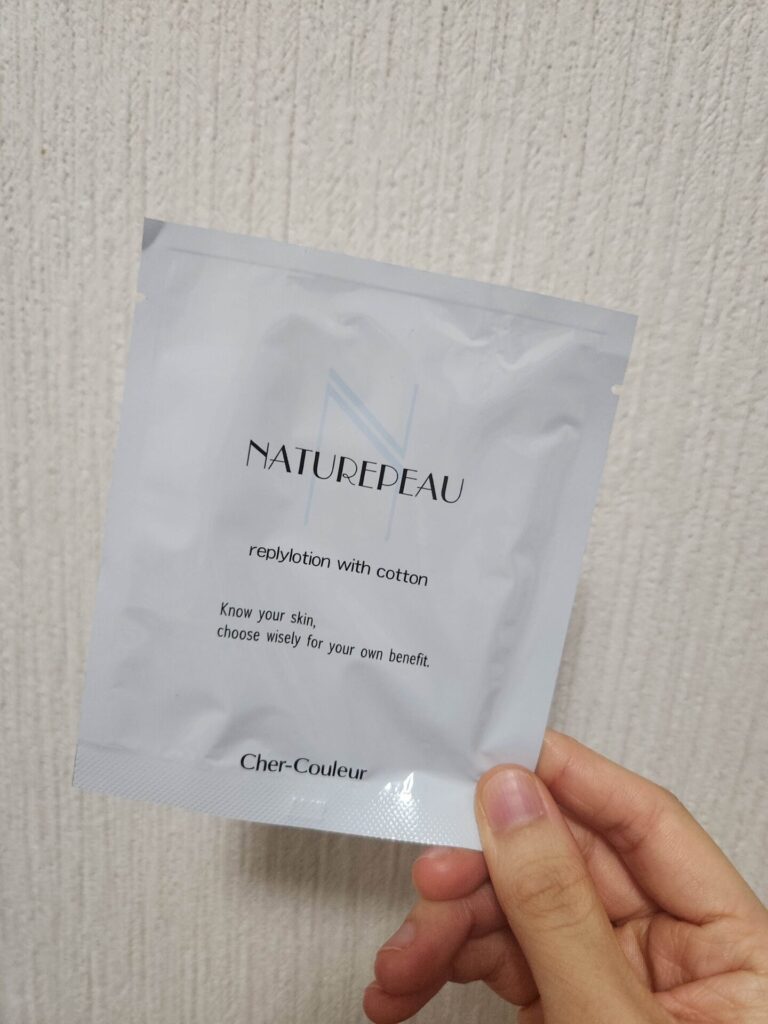 N
NATUREPEAU
replylotion with cotton
Know your skin,
choose wisely for your own benefit.
Cher-Couleur